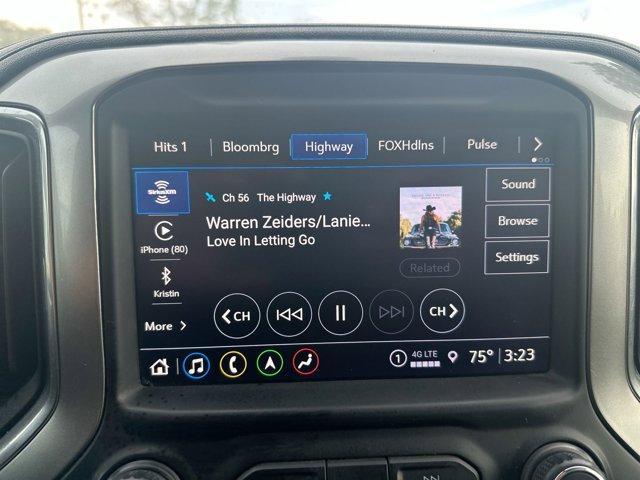 Hits 1 Bloombrg Highway FOXHdlns Pulse
SiriusXM
Ch 56 The Highway
Sound
Warren Zeiders/Lanie...
Love In Letting Go
Browse
iPhone (80)
Settings
Related
Kristin
CH CH
More
1 4G LTE 75° 3:23